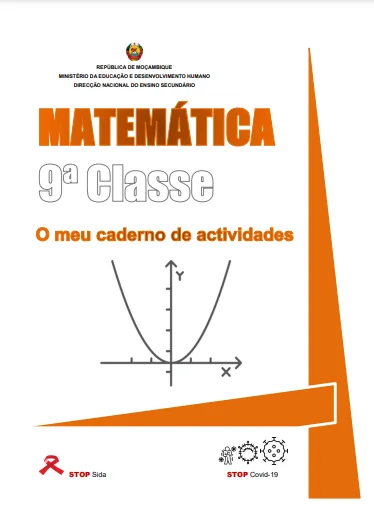 REPÚBLICA DE MOÇAMBIQUE
MINISTÉRIO DA EDUCAÇÃO E DESENVOLVIMENTO HUMANO
DIRECÇÃO NACIONAL DO ENSINO SECUNDÁRIO
MATEMÁTICA
9ª Classe
O meu caderno de actividades
Y
X
STOP Sida
STOP Covid-19